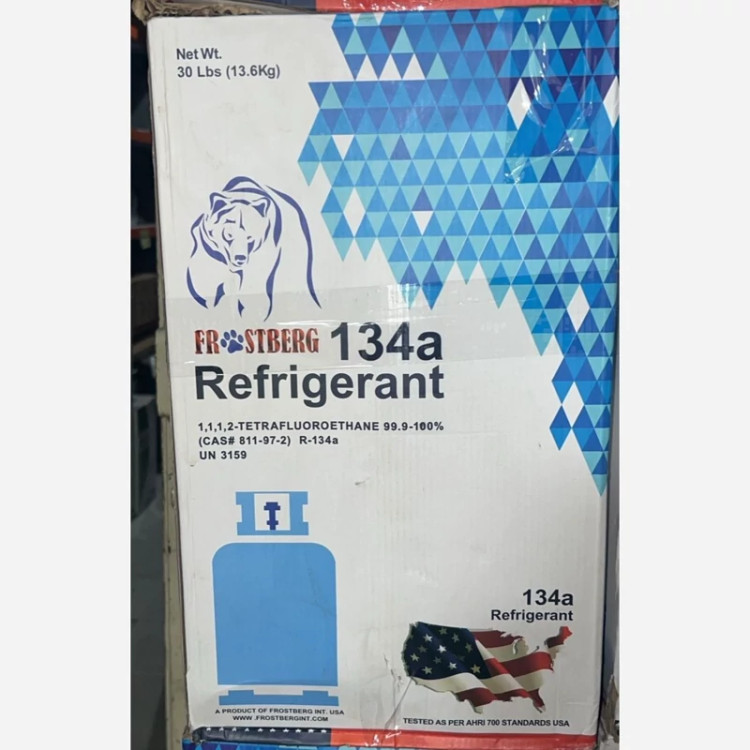 Net Wt.
30 Lbs (13.6Kg)
FROSTBERG 134a
Refrigerant
1,1,1,2-TETRAFLUOROETHANE 99.9-100%
(CAS# 811-97-2) R-134a
UN 3159
134a
Refrigerant
A PRODUCT OF FROSTBERG INT. USA
WWW.FROSTBERGINT.COM
TESTED AS PER AHRI 700 STANDARDS USA